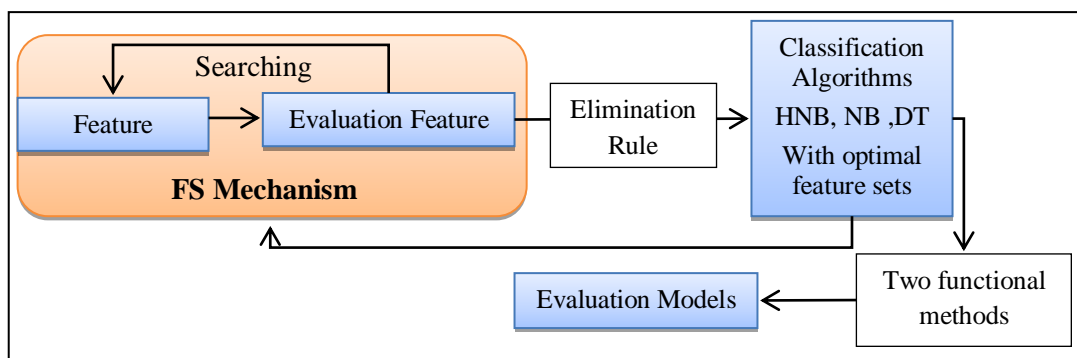 Searching
Feature
Evaluation Feature
FS Mechanism
Elimination
Rule
Classification
Algorithms
HNB, NB ,DT
With optimal
feature sets
Two functional
methods
Evaluation Models